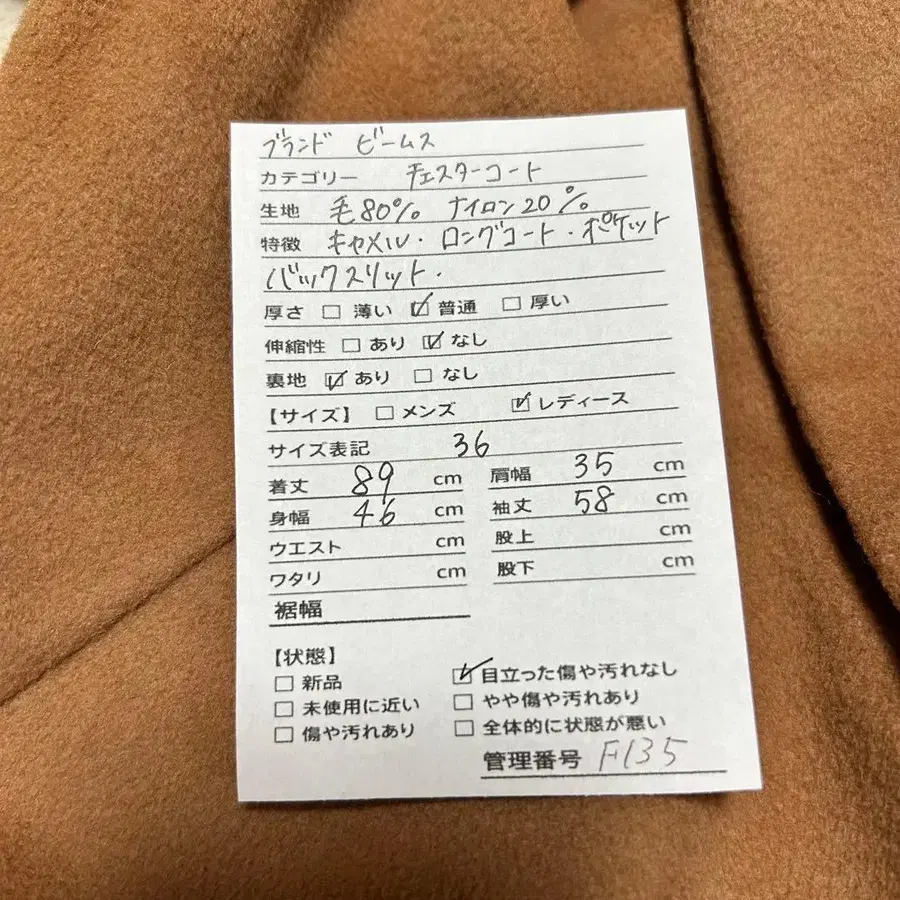 ブランド ビームス
カテゴリー チェスターコート
生地 毛80% ナイロン20%
特徴 キャメル・ロングコート・ポケット
バックスリット・
厚さ □ 薄い ☑ 普通 □ 厚い
伸縮性 □ あり ☑ なし
裏地 ☑ あり □ なし
【サイズ】 □ メンズ ☑ レディース
サイズ表記 36
着丈 89 cm 肩幅 35 cm
身幅 46 cm 袖丈 58 cm
ウエスト cm 股上 cm
ワタリ cm 股下 cm
裾幅
【状態】
□ 新品 ☑ 目立った傷や汚れなし
□ 未使用に近い □ やや傷や汚れあり
□ 傷や汚れあり □ 全体的に状態が悪い
管理番号 F135